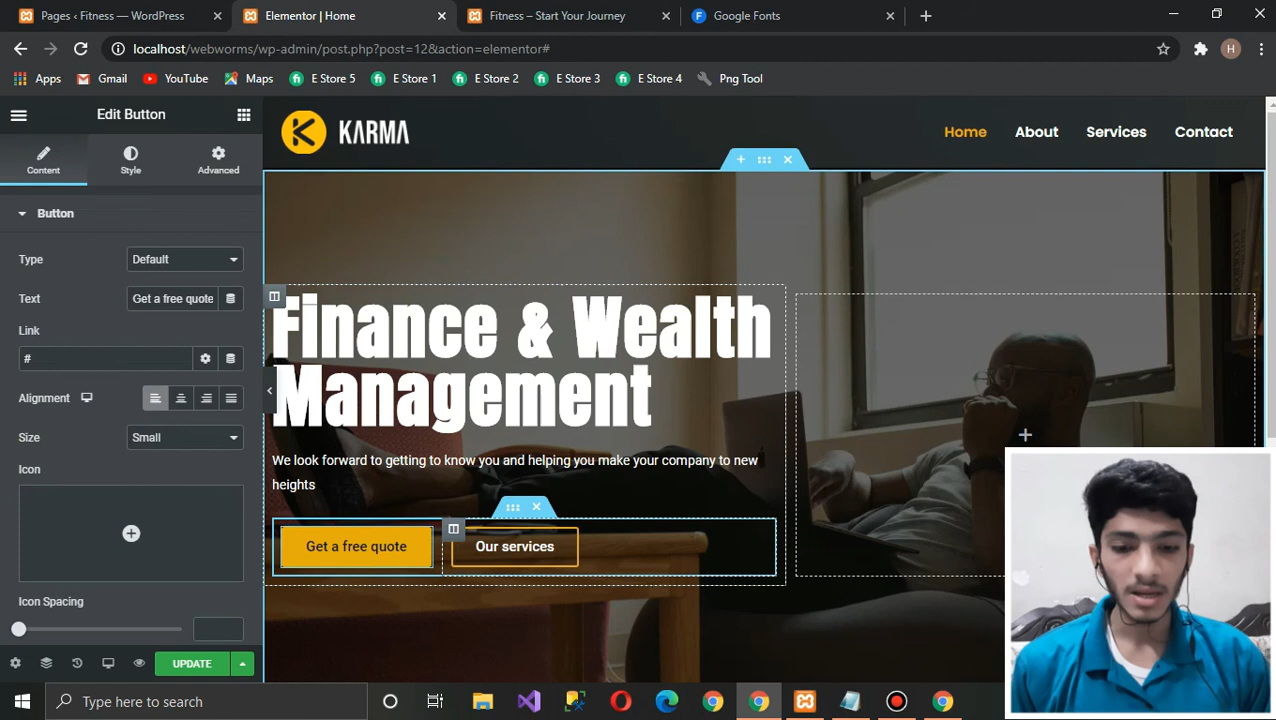 Pages ‹ Fitness — WordPress
Elementor | Home
Fitness – Start Your Journey
Google Fonts
localhost/webworms/wp-admin/post.php?post=12&action=elementor#
H
Apps
Gmail
YouTube
Maps
E Store 5
E Store 1
E Store 2
E Store 3
E Store 4
Png Tool
Edit Button
Content
Style
Advanced
Button
Type
Default
Text
Get a free quote
Link
#
Alignment
Size
Small
Icon
Icon Spacing
UPDATE
KARMA
Home
About
Services
Contact
Finance & Wealth
Management
We look forward to getting to know you and helping you make your company to new
heights
Get a free quote
Our services
Type here to search